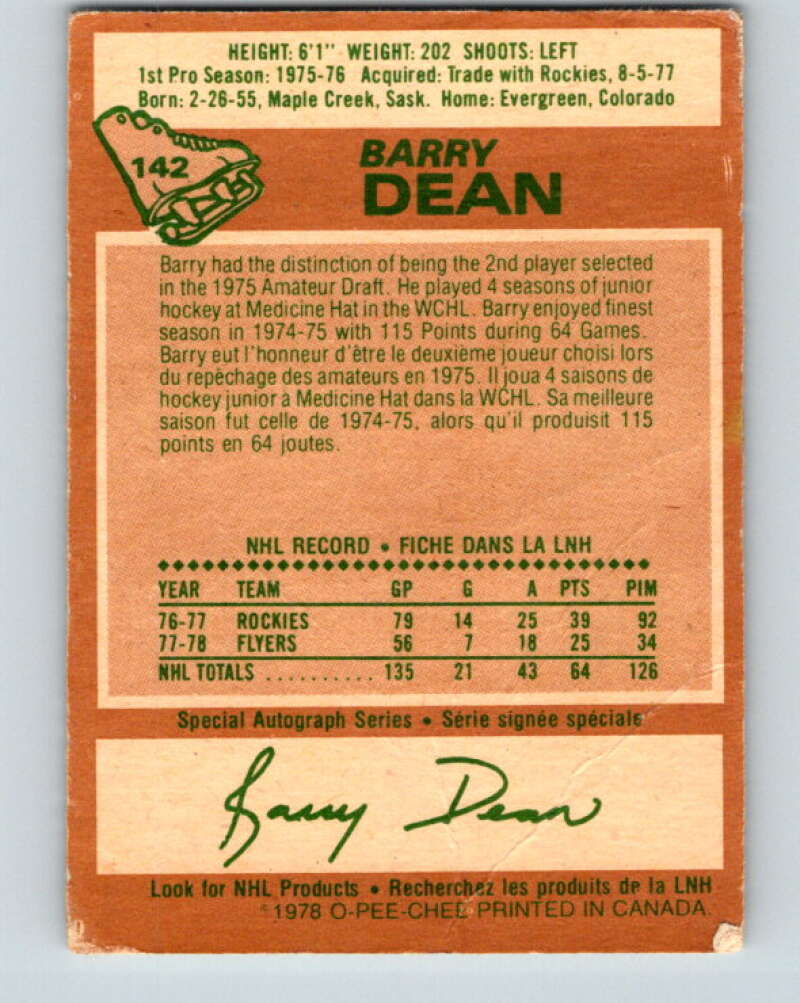 HEIGHT: 6'1" WEIGHT: 202 SHOOTS: LEFT
1st Pro Season: 1975-76 Acquired: Trade with Rockies, 8-5-77
Born: 2-26-55, Maple Creek, Sask. Home: Evergreen, Colorado
142
BARRY
DEAN
Barry had the distinction of being the 2nd player selected
in the 1975 Amateur Draft. He played 4 seasons of junior
hockey at Medicine Hat in the WCHL. Barry enjoyed finest
season in 1974-75 with 115 Points during 64 Games.
Barry eut l'honneur d'être le deuxième joueur choisi lors
du repêchage des amateurs en 1975. Il joua 4 saisons de
hockey junior à Medicine Hat dans la WCHL. Sa meilleure
saison fut celle de 1974-75, alors qu'il produisit 115
points en 64 joutes.
NHL RECORD • FICHE DANS LA LNH
YEAR TEAM GP G A PTS PIM
76-77 ROCKIES 79 14 25 39 92
77-78 FLYERS 56 7 18 25 34
NHL TOTALS .......... 135 21 43 64 126
Special Autograph Series • Série signée spéciale
Barry Dean
Look for NHL Products • Recherchez les produits de la LNH
©1978 O-PEE-CHEE PRINTED IN CANADA.